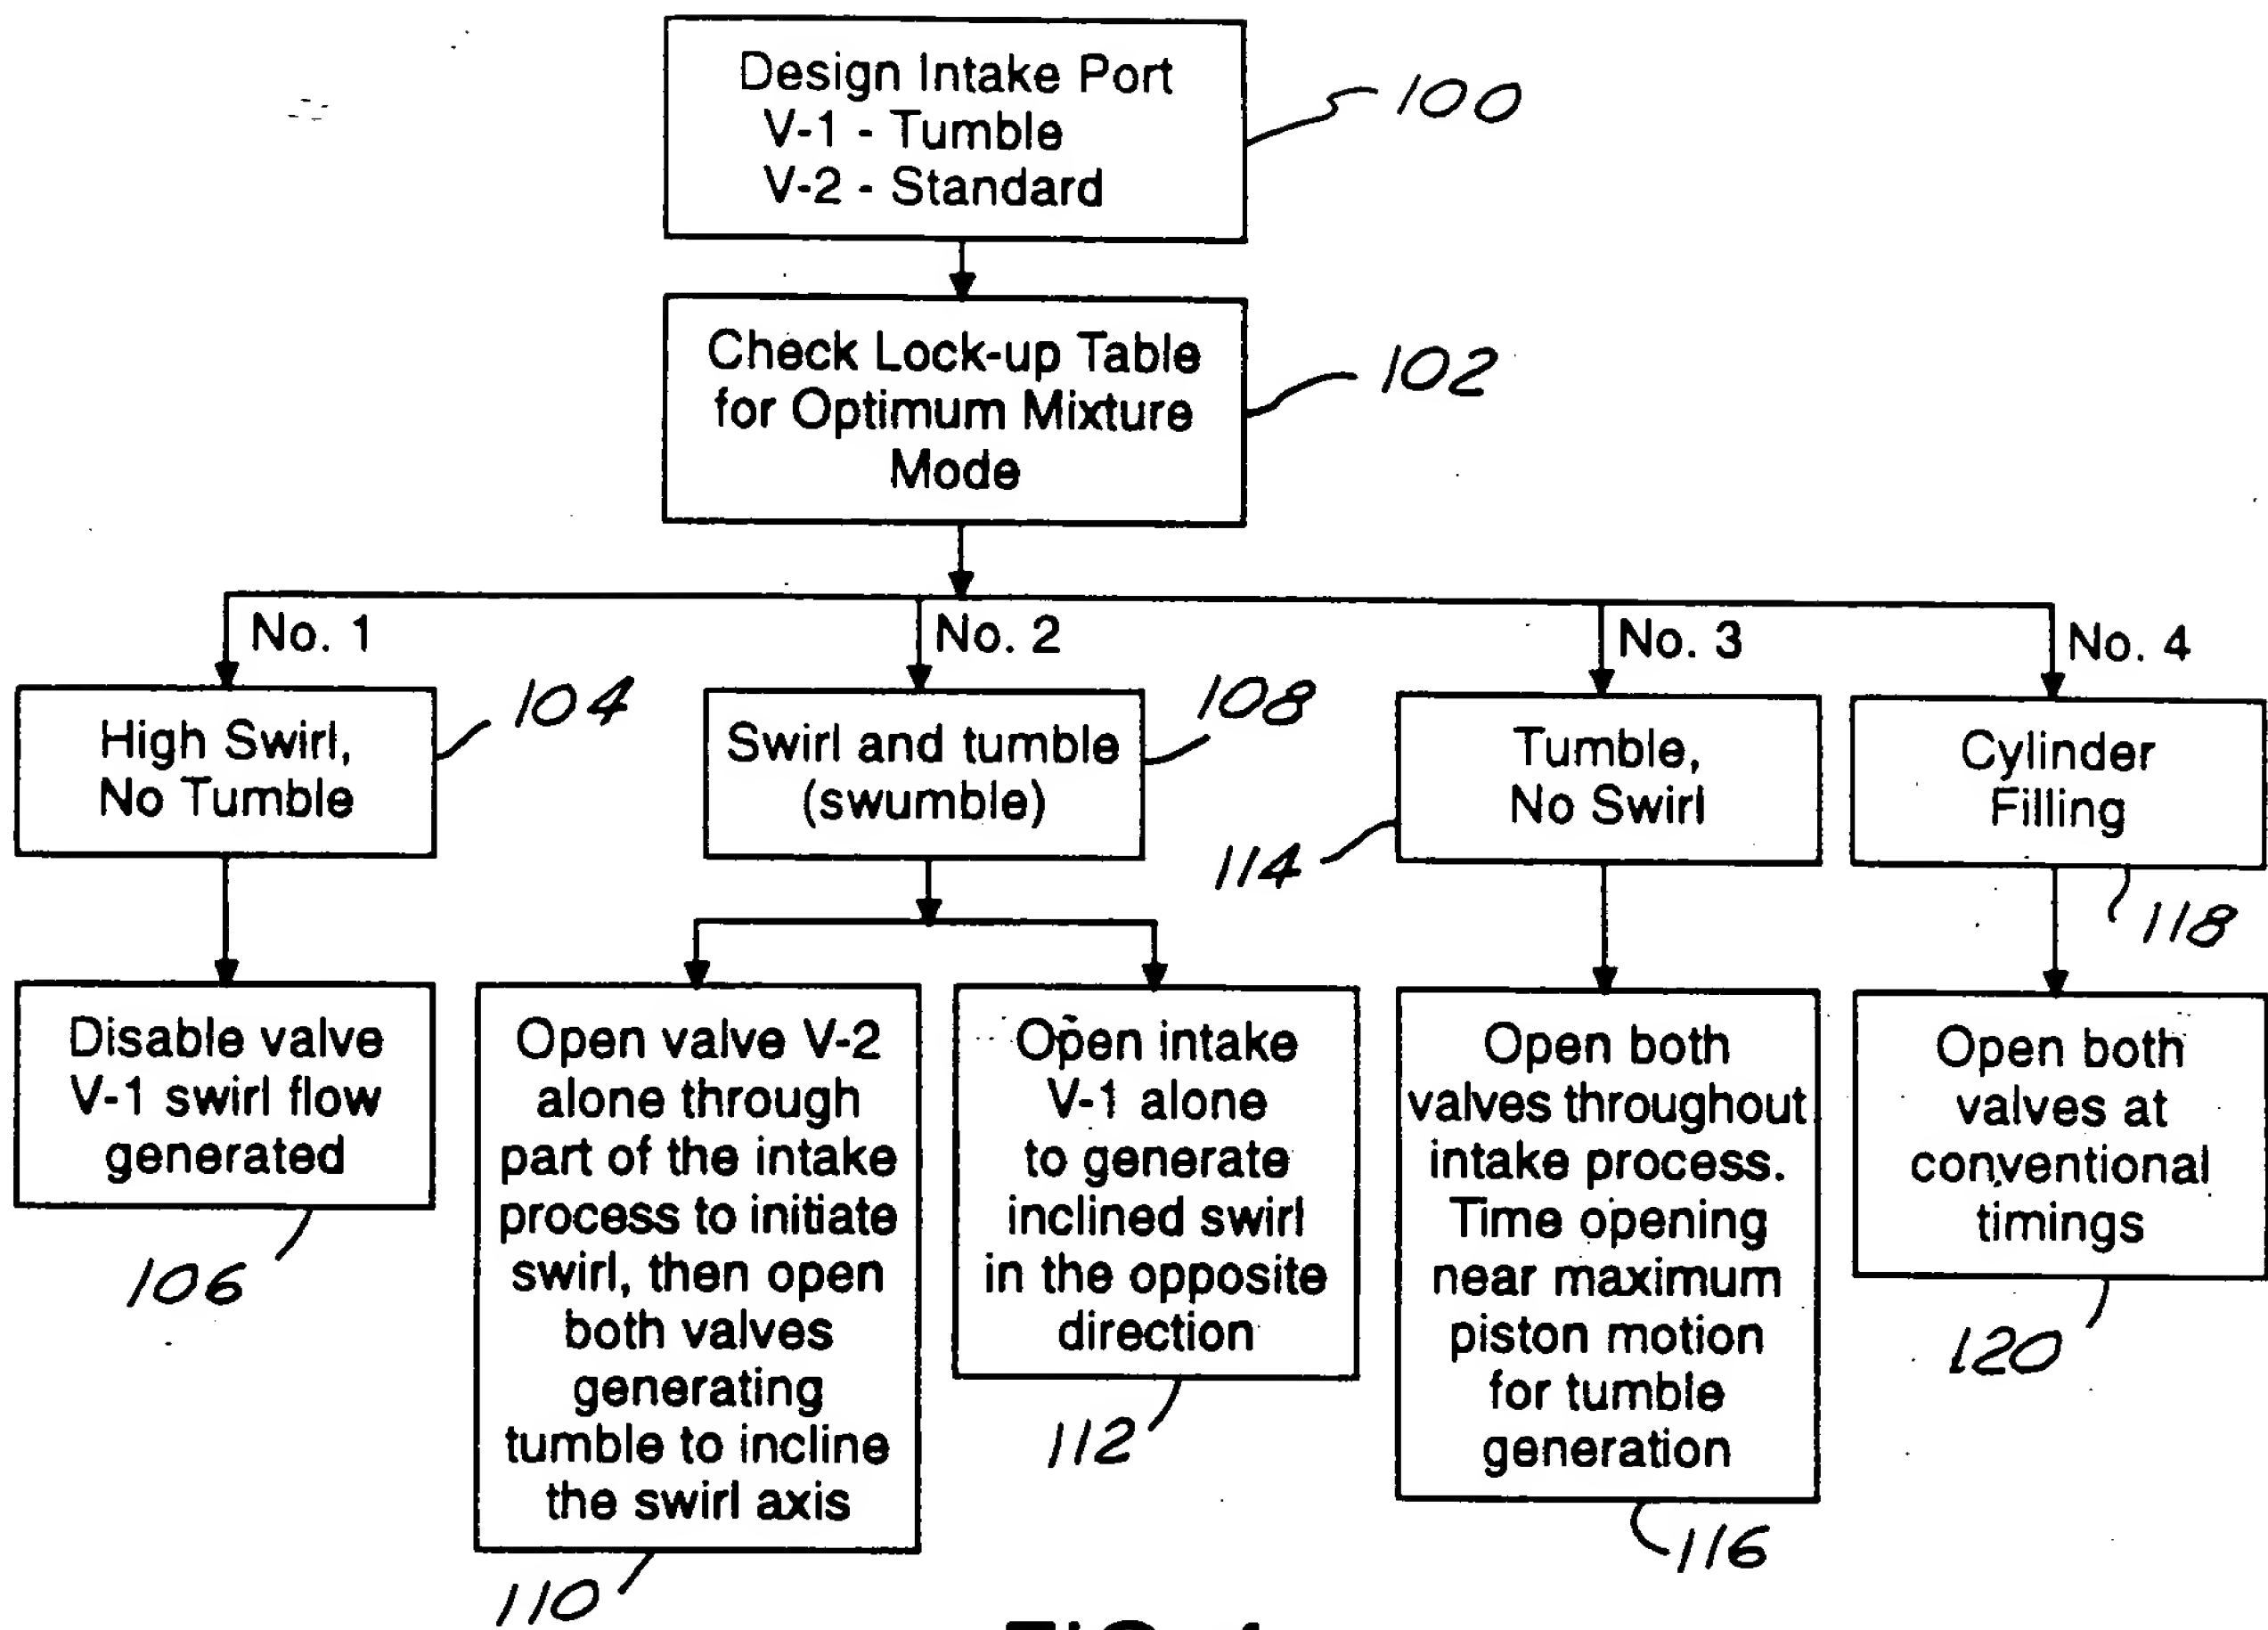 Design Intake Port
V-1 - Tumble
V-2 - Standard
100
Check Lock-up Table
for Optimum Mixture
Mode
102
No. 1
No. 2
No. 3
No. 4
High Swirl,
No Tumble
104
Swirl and tumble
(swumble)
108
Tumble,
No Swirl
114
Cylinder
Filling
118
Disable valve
V-1 swirl flow
generated
106
Open valve V-2
alone through
part of the intake
process to initiate
swirl, then open
both valves
generating
tumble to incline
the swirl axis
110
Open intake
V-1 alone
to generate
inclined swirl
in the opposite
direction
112
Open both
valves throughout
intake process.
Time opening
near maximum
piston motion
for tumble
generation
116
Open both
valves at
conventional
timings
120